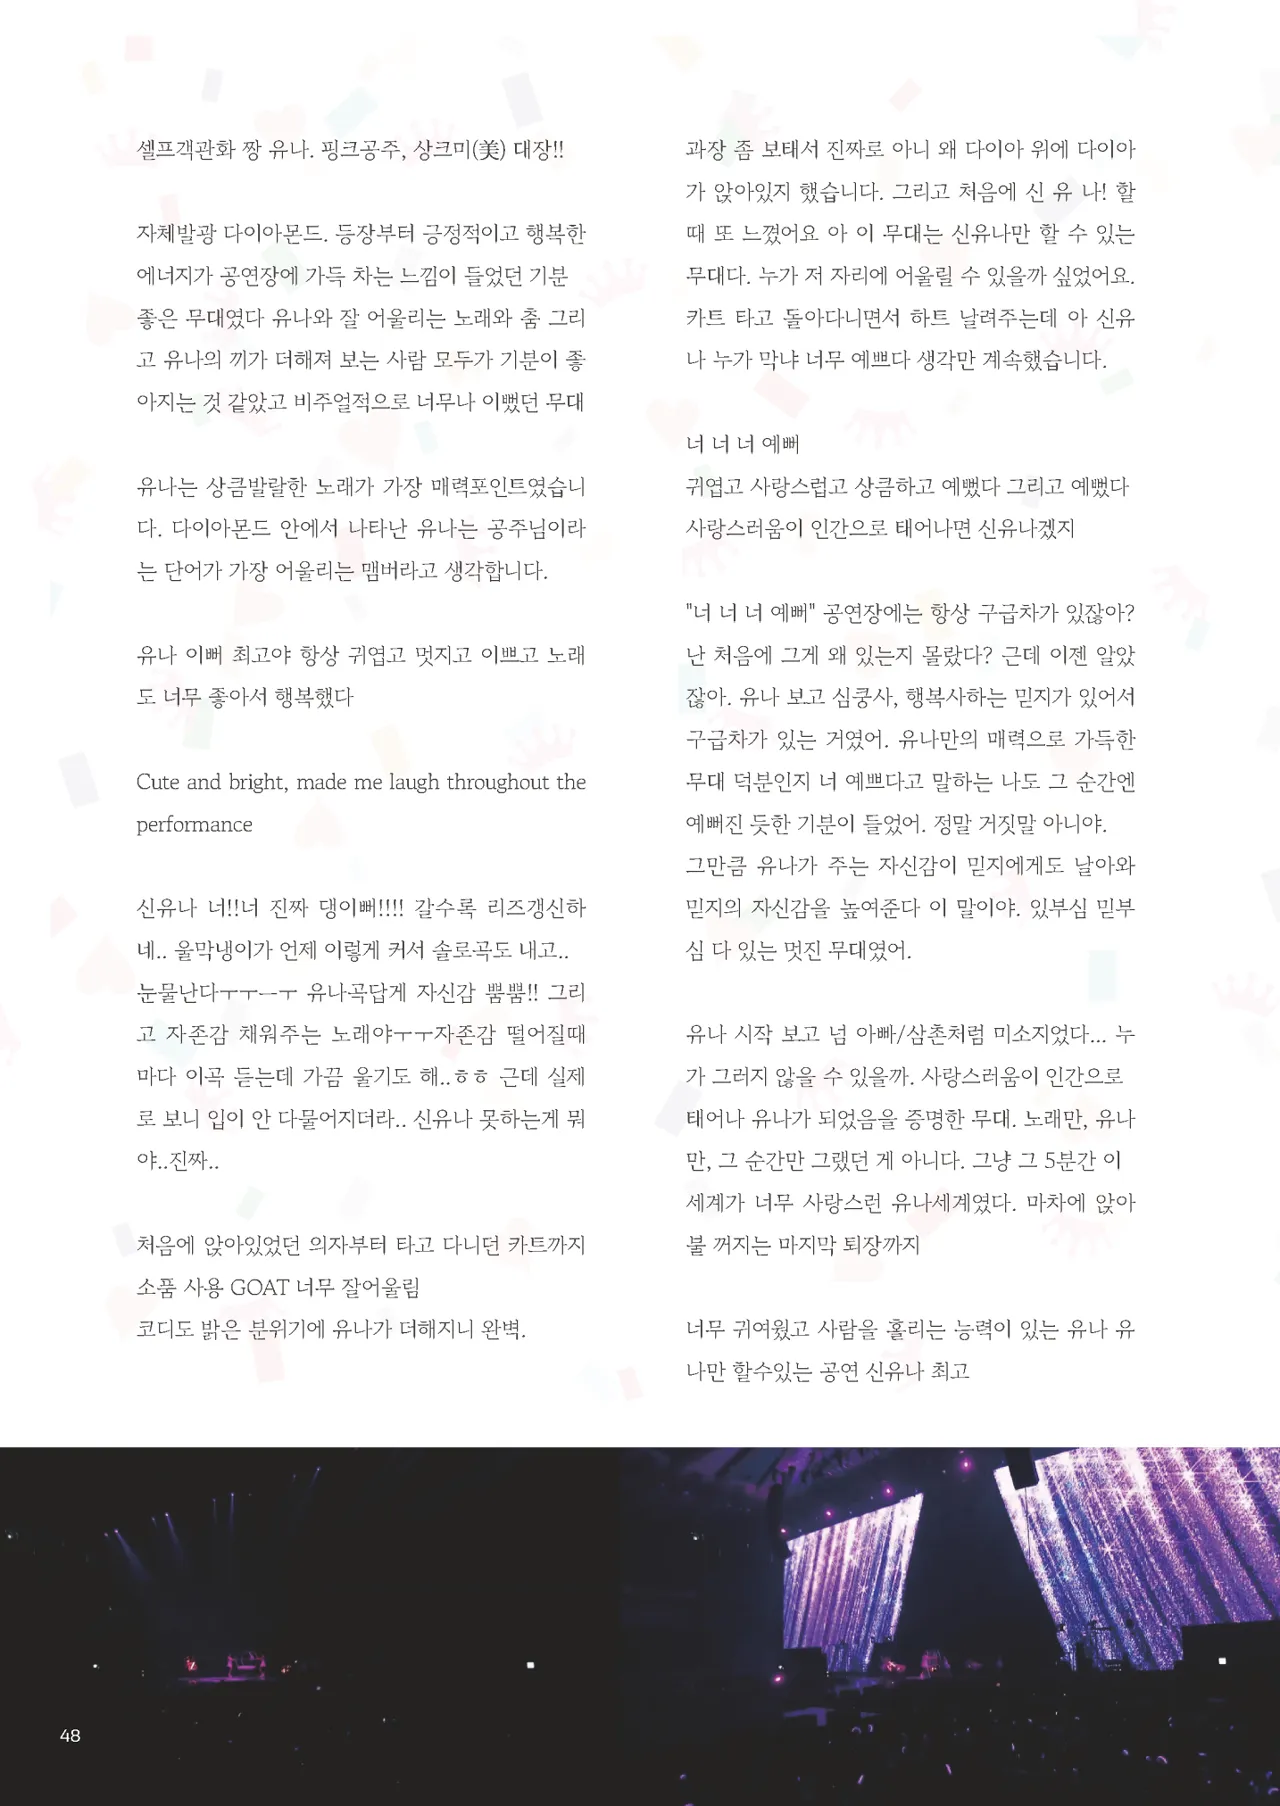 셀프객관화 짱 유나. 핑크공주, 상크미(美) 대장!!
자체발광 다이아몬드. 등장부터 긍정적이고 행복한
에너지가 공연장에 가득 차는 느낌이 들었던 기분
좋은 무대였다 유나와 잘 어울리는 노래와 춤 그리
고 유나의 끼가 더해져 보는 사람 모두가 기분이 좋
아지는 것 같았고 비주얼적으로 너무나 이뻤던 무대
유나는 상큼발랄한 노래가 가장 매력포인트였습니
다. 다이아몬드 안에서 나타난 유나는 공주님이라
는 단어가 가장 어울리는 맴버라고 생각합니다.
유나 이뻐 최고야 항상 귀엽고 멋지고 이쁘고 노래
도 너무 좋아서 행복했다
Cute and bright, made me laugh throughout the
performance
신유나 너!!너 진짜 댕이뻐!!!! 갈수록 리즈갱신하
네.. 울막냉이가 언제 이렇게 커서 솔로곡도 내고..
눈물난다ㅜㅜㅡㅜ 유나곡답게 자신감 뿜뿜!! 그리
고 자존감 채워주는 노래야ㅜㅜ자존감 떨어질때
마다 이곡 듣는데 가끔 울기도 해..ㅎㅎ 근데 실제
로 보니 입이 안 다물어지더라.. 신유나 못하는게 뭐
야..진짜..
처음에 앉아있었던 의자부터 타고 다니던 카트까지
소품 사용 GOAT 너무 잘어울림
코디도 밝은 분위기에 유나가 더해지니 완벽.
과장 좀 보태서 진짜로 아니 왜 다이아 위에 다이아
가 앉아있지 했습니다. 그리고 처음에 신 유 나! 할
때 또 느꼈어요 아 이 무대는 신유나만 할 수 있는
무대다. 누가 저 자리에 어울릴 수 있을까 싶었어요.
카트 타고 돌아다니면서 하트 날려주는데 아 신유
나 누가 막냐 너무 예쁘다 생각만 계속했습니다.
너 너 너 예뻐
귀엽고 사랑스럽고 상큼하고 예뻤다 그리고 예뻤다
사랑스러움이 인간으로 태어나면 신유나겠지
"너 너 너 예뻐" 공연장에는 항상 구급차가 있잖아?
난 처음에 그게 왜 있는지 몰랐다? 근데 이젠 알았
잖아. 유나 보고 심쿵사, 행복사하는 믿지가 있어서
구급차가 있는 거였어. 유나만의 매력으로 가득한
무대 덕분인지 너 예쁘다고 말하는 나도 그 순간엔
예뻐진 듯한 기분이 들었어. 정말 거짓말 아니야.
그만큼 유나가 주는 자신감이 믿지에게도 날아와
믿지의 자신감을 높여준다 이 말이야. 있부심 믿부
심 다 있는 멋진 무대였어.
유나 시작 보고 넘 아빠/삼촌처럼 미소지었다... 누
가 그러지 않을 수 있을까. 사랑스러움이 인간으로
태어나 유나가 되었음을 증명한 무대. 노래만, 유나
만, 그 순간만 그랬던 게 아니다. 그냥 그 5분간 이
세계가 너무 사랑스런 유나세계였다. 마차에 앉아
불 꺼지는 마지막 퇴장까지
너무 귀여웠고 사람을 홀리는 능력이 있는 유나 유
나만 할수있는 공연 신유나 최고
48